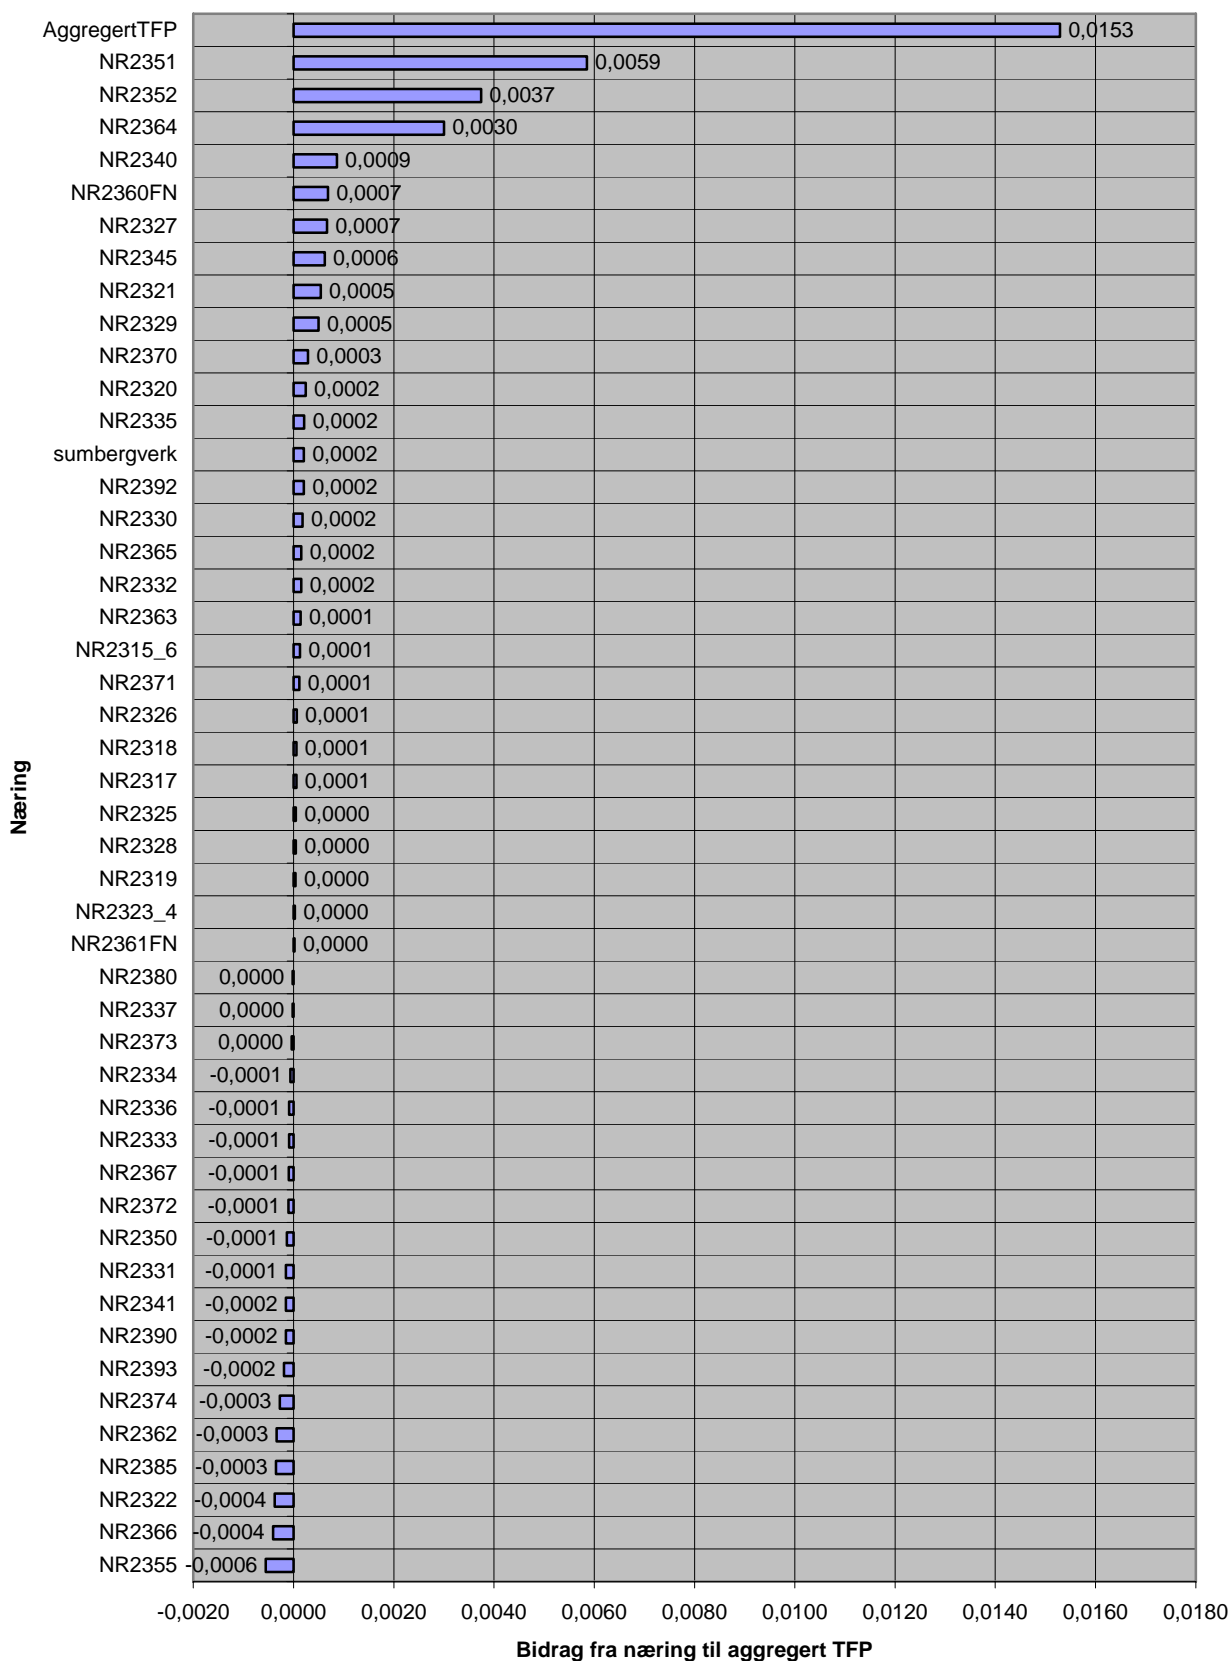 AggregertTFP 0,0153
NR2351 0,0059
NR2352 0,0037
NR2364 0,0030
NR2340 0,0009
NR2360FN 0,0007
NR2327 0,0007
NR2345 0,0006
NR2321 0,0005
NR2329 0,0005
NR2370 0,0003
NR2320 0,0002
NR2335 0,0002
sumbergverk 0,0002
NR2392 0,0002
NR2330 0,0002
NR2365 0,0002
NR2332 0,0002
NR2363 0,0001
NR2315_6 0,0001
NR2371 0,0001
NR2326 0,0001
NR2318 0,0001
NR2317 0,0001
NR2325 0,0000
NR2328 0,0000
NR2319 0,0000
NR2323_4 0,0000
NR2361FN 0,0000
NR2380 0,0000
NR2337 0,0000
NR2373 0,0000
NR2334 -0,0001
NR2336 -0,0001
NR2333 -0,0001
NR2367 -0,0001
NR2372 -0,0001
NR2350 -0,0001
NR2331 -0,0001
NR2341 -0,0002
NR2390 -0,0002
NR2393 -0,0002
NR2374 -0,0003
NR2362 -0,0003
NR2385 -0,0003
NR2322 -0,0004
NR2366 -0,0004
NR2355 -0,0006
Næring
-0,0020 0,0000 0,0020 0,0040 0,0060 0,0080 0,0100 0,0120 0,0140 0,0160 0,0180
Bidrag fra næring til aggregert TFP